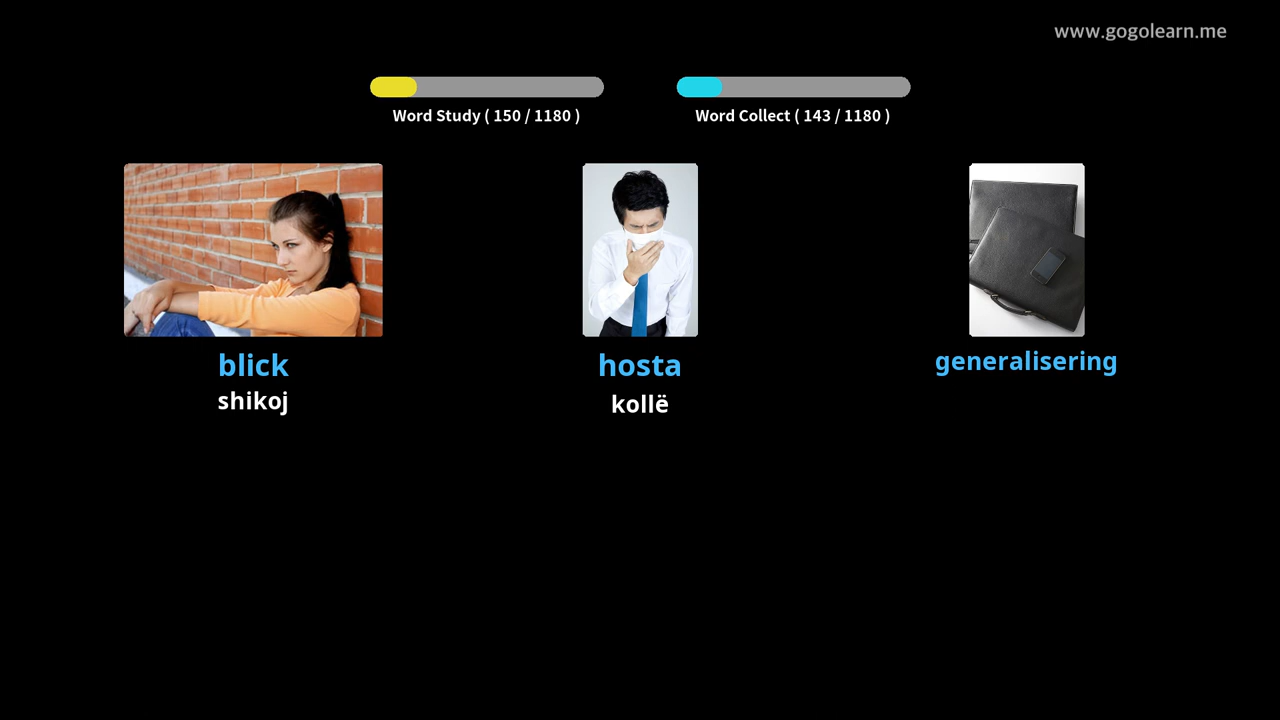 www.gogolearn.me
Word Study ( 150 / 1180 )
Word Collect ( 143 / 1180 )
blick
shikoj
hosta
kollë
generalisering